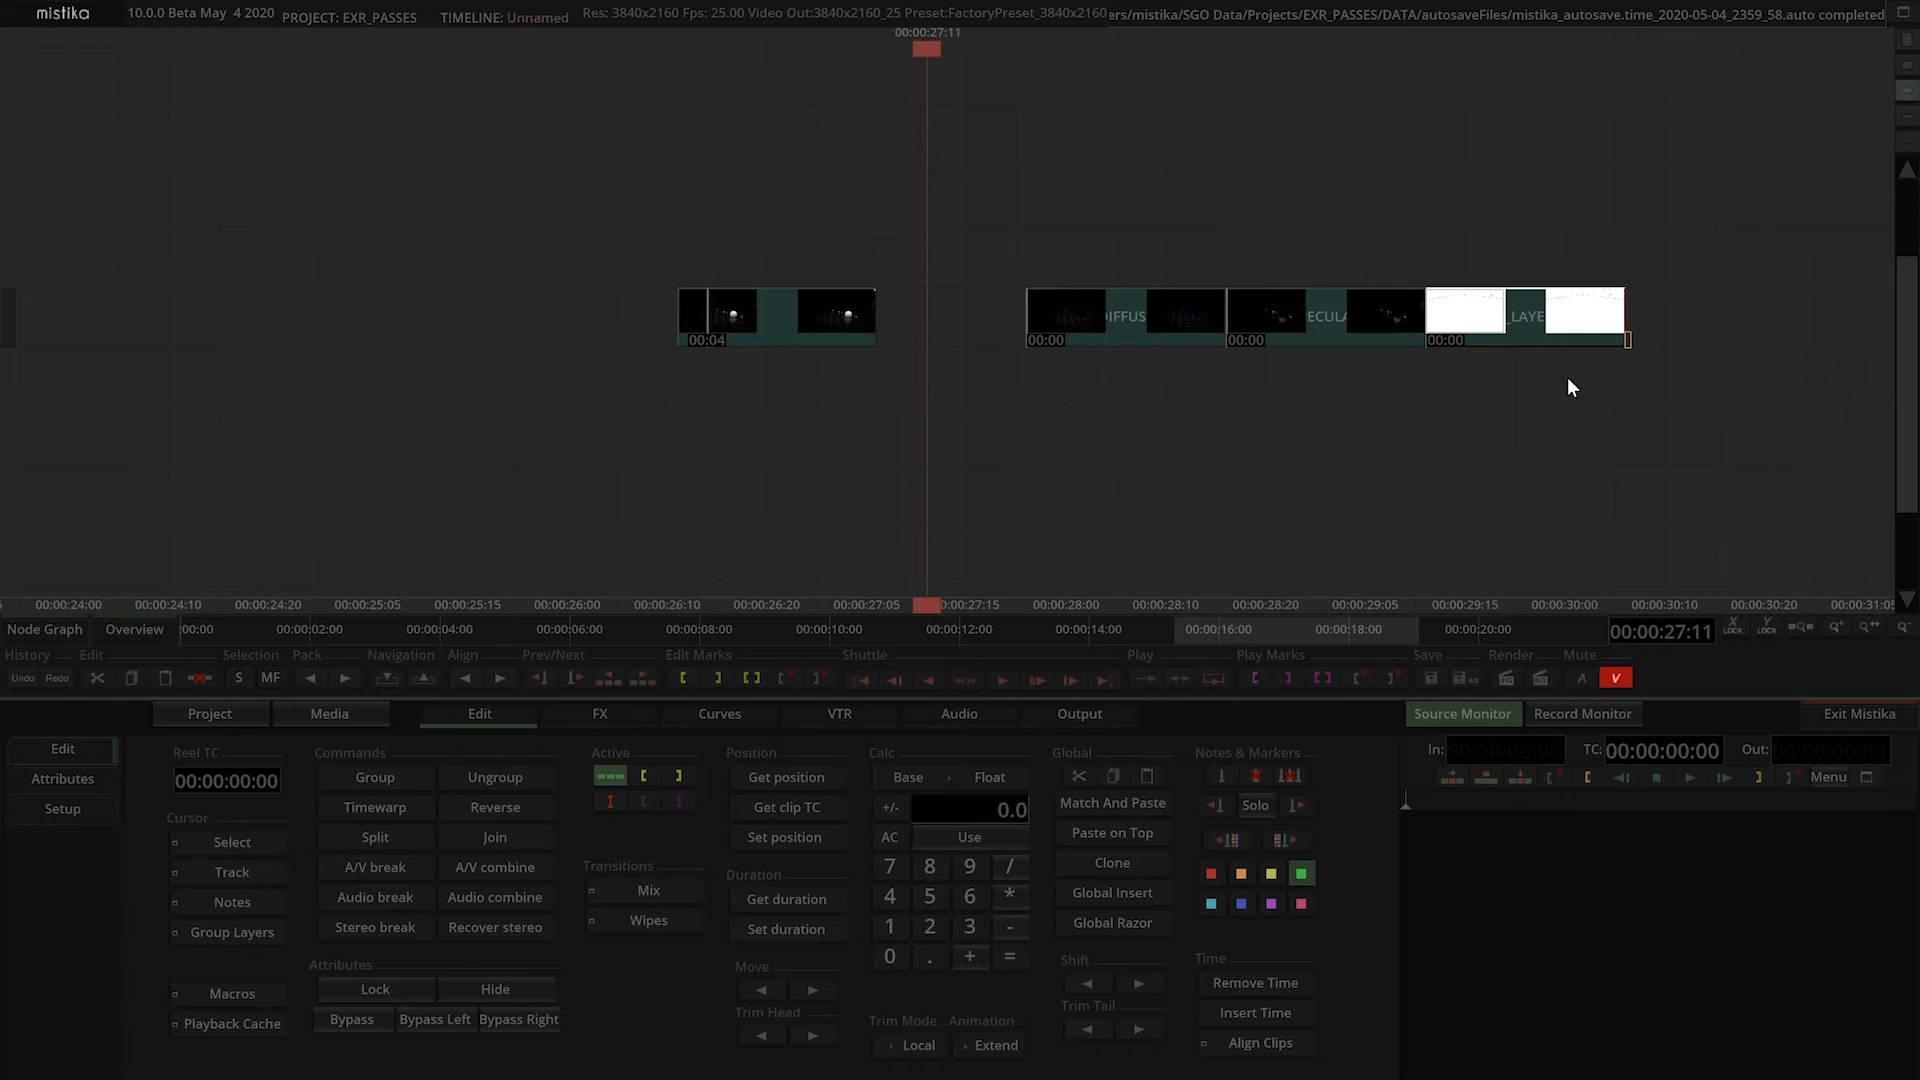 mistika 10.0.0 Beta May 4 2020 PROJECT: EXR_PASSES TIMELINE: Unnamed Res: 3840x2160 Fps: 25.00 Video Out:3840x2160_25 Preset:FactoryPreset_3840x2160 ers/mistika/SGO Data/Projects/EXR_PASSES/DATA/autosaveFiles/mistika_autosave.time_2020-05-04_2359_58.auto completed
00:00:27:11
DIFFUS ECULA _LAYE
00:04 00:00 00:00 00:00
00:00:24:00 00:00:24:10 00:00:24:20 00:00:25:05 00:00:25:15 00:00:26:00 00:00:26:10 00:00:26:20 00:00:27:05 0:00:27:15 00:00:28:00 00:00:28:10 00:00:28:20 00:00:29:05 00:00:29:15 00:00:30:00 00:00:30:10 00:00:30:20 00:00:31:05
Node Graph Overview :00:00 00:00:02:00 00:00:04:00 00:00:06:00 00:00:08:00 00:00:10:00 00:00:12:00 00:00:14:00 00:00:16:00 00:00:18:00 00:00:20:00 00:00:27:11 X LOCK Y LOCK
History Edit Selection Pack Navigation Align Prev/Next Edit Marks Shuttle Play Play Marks Save Render Mute
Undo Redo S MF A V
Project Media Edit FX Curves VTR Audio Output Source Monitor Record Monitor Exit Mistika
Edit Reel TC Commands Active Position Calc Global Notes & Markers In: 00:00:00:00 TC: 00:00:00:00 Out: 00:00:00:00
Attributes 00:00:00:00 Group Ungroup Get position Base Float Menu
Setup Timewarp Reverse Get clip TC +/- 0.0 Match And Paste Solo
Cursor
Select Split Join Set position AC Use Paste on Top
Track A/V break A/V combine Transitions Duration 7 8 9 / Clone
Notes Audio break Audio combine Mix Get duration 4 5 6 * Global Insert
Group Layers Stereo break Recover stereo Wipes Set duration 1 2 3 - Global Razor
0 . + =
Attributes Move Shift Time
Macros Lock Hide Remove Time
Playback Cache Bypass Bypass Left Bypass Right Trim Head Trim Mode Animation Trim Tail Insert Time
Local Extend Align Clips